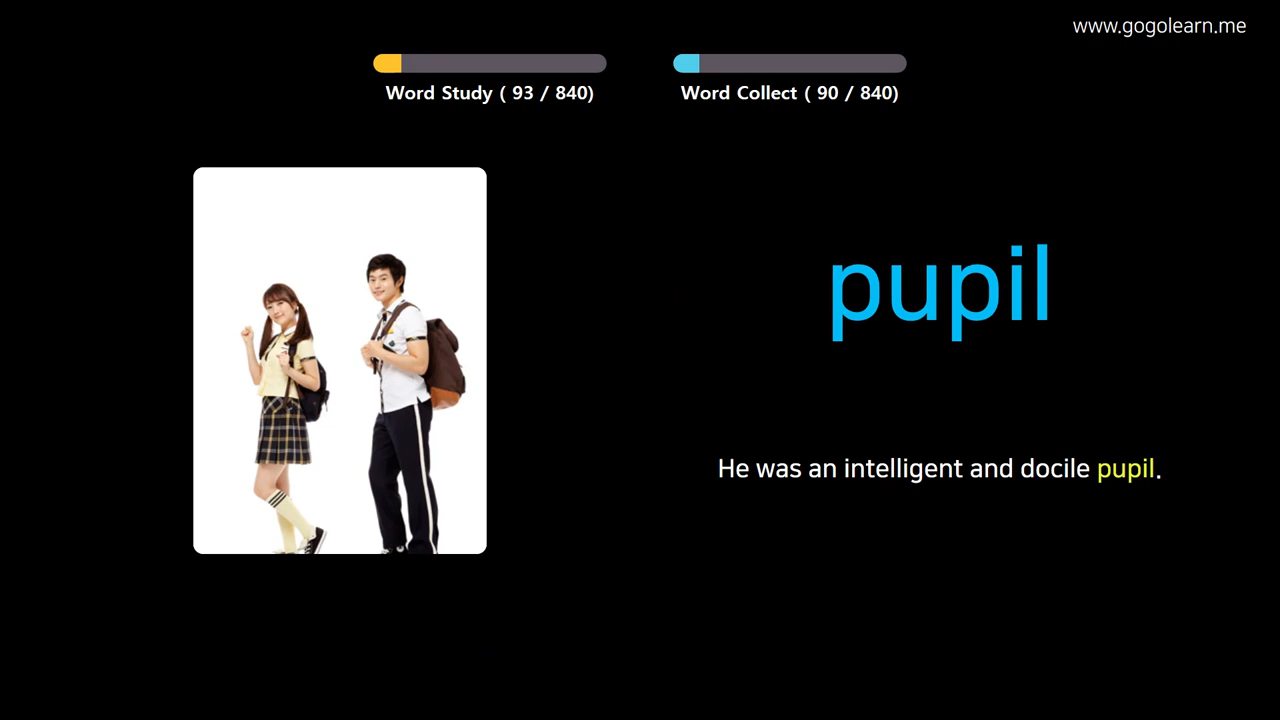 www.gogolearn.me
Word Study ( 93 / 840)
Word Collect ( 90 / 840)
pupil
He was an intelligent and docile pupil.